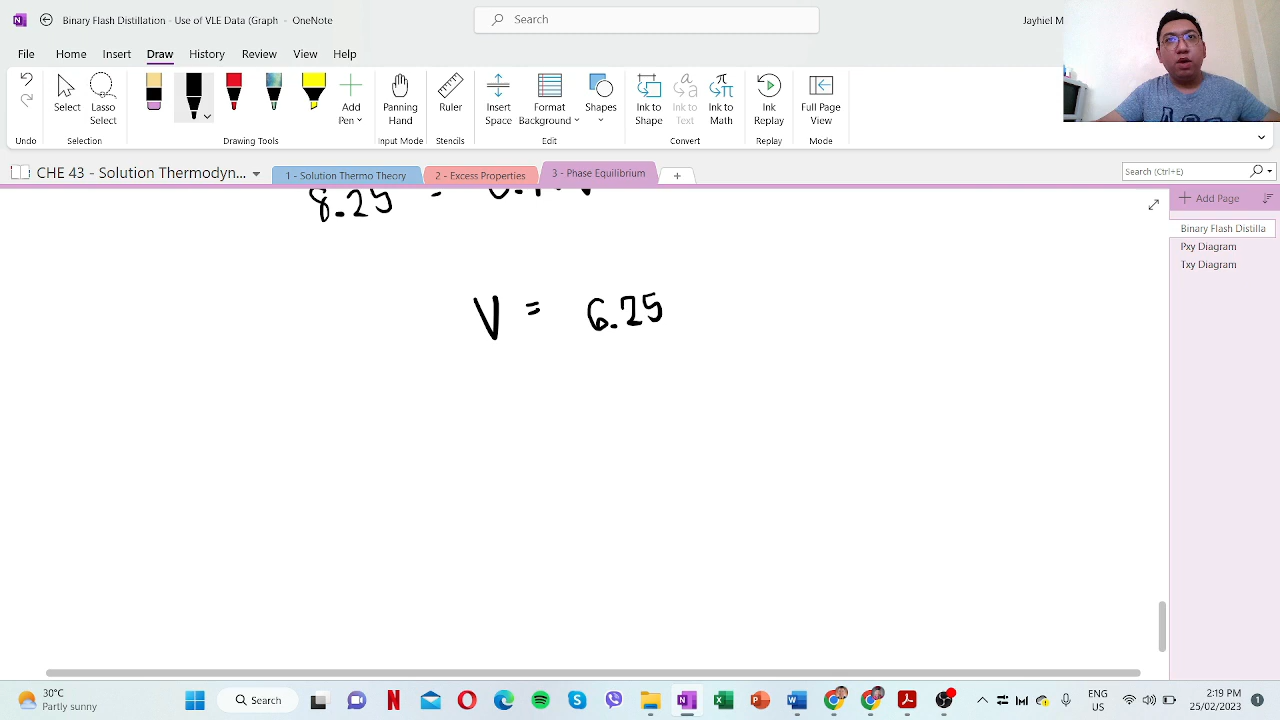 Binary Flash Distillation - Use of VLE Data (Graph - OneNote
Search
Jayhiel M
File Home Insert Draw History Review View Help
Undo
Select
Lasso Select
Add Pen
Panning Hand
Ruler
Insert Space
Format Background
Shapes
Ink to Shape
Ink to Text
Ink to Math
Ink Replay
Full Page View
Selection
Drawing Tools
Input Mode
Stencils
Edit
Convert
Replay
Mode
CHE 43 - Solution Thermodyn...
1 - Solution Thermo Theory
2 - Excess Properties
3 - Phase Equilibrium
+
Search (Ctrl+E)
Add Page
Binary Flash Distilla
Pxy Diagram
Txy Diagram
8.25 =
V = 6.25
30°C
Partly sunny
Search
ENG
US
2:19 PM
25/02/2023
1